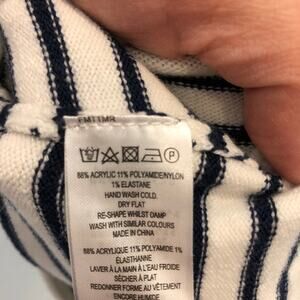 FMT1MR
P
88% ACRYLIC 11% POLYAMIDE/NYLON
1% ELASTANE
HAND WASH COLD.
DRY FLAT
RE-SHAPE WHILST DAMP
WASH WITH SIMILAR COLOURS
MADE IN CHINA
88% ACRYLIQUE 11% POLYAMIDE 1%
ÉLASTHANNE
LAVER À LA MAIN À L'EAU FROIDE
SÉCHER À PLAT
REDONNER FORME AU VÊTEMENT
ENCORE HUMIDE